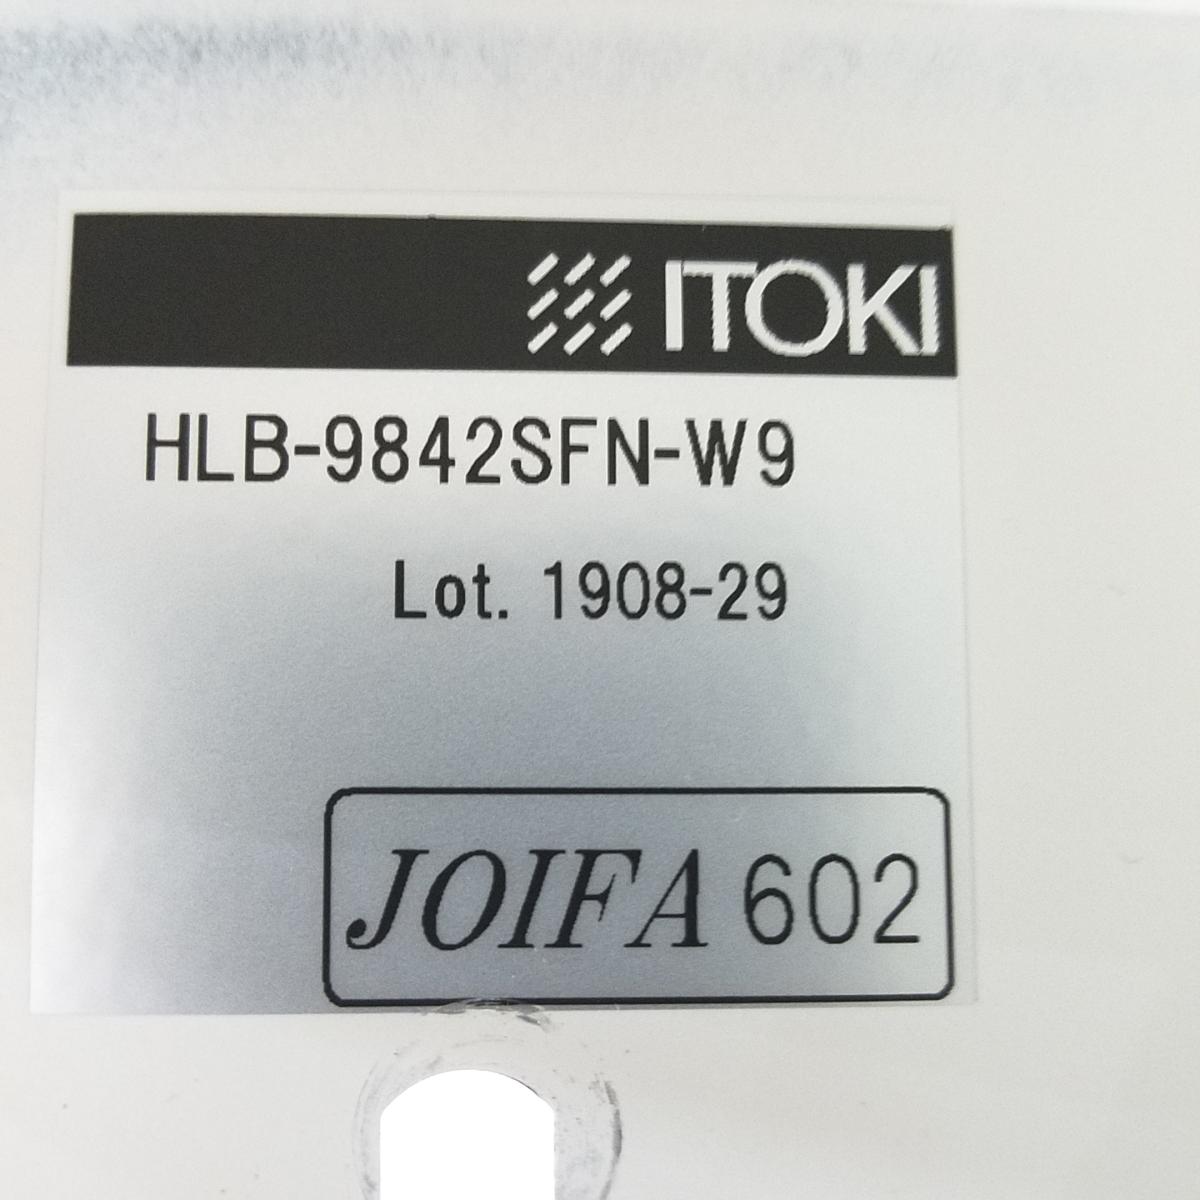 ITOKI
HLB-9842SFN-W9
Lot. 1908-29
JOIFA 602